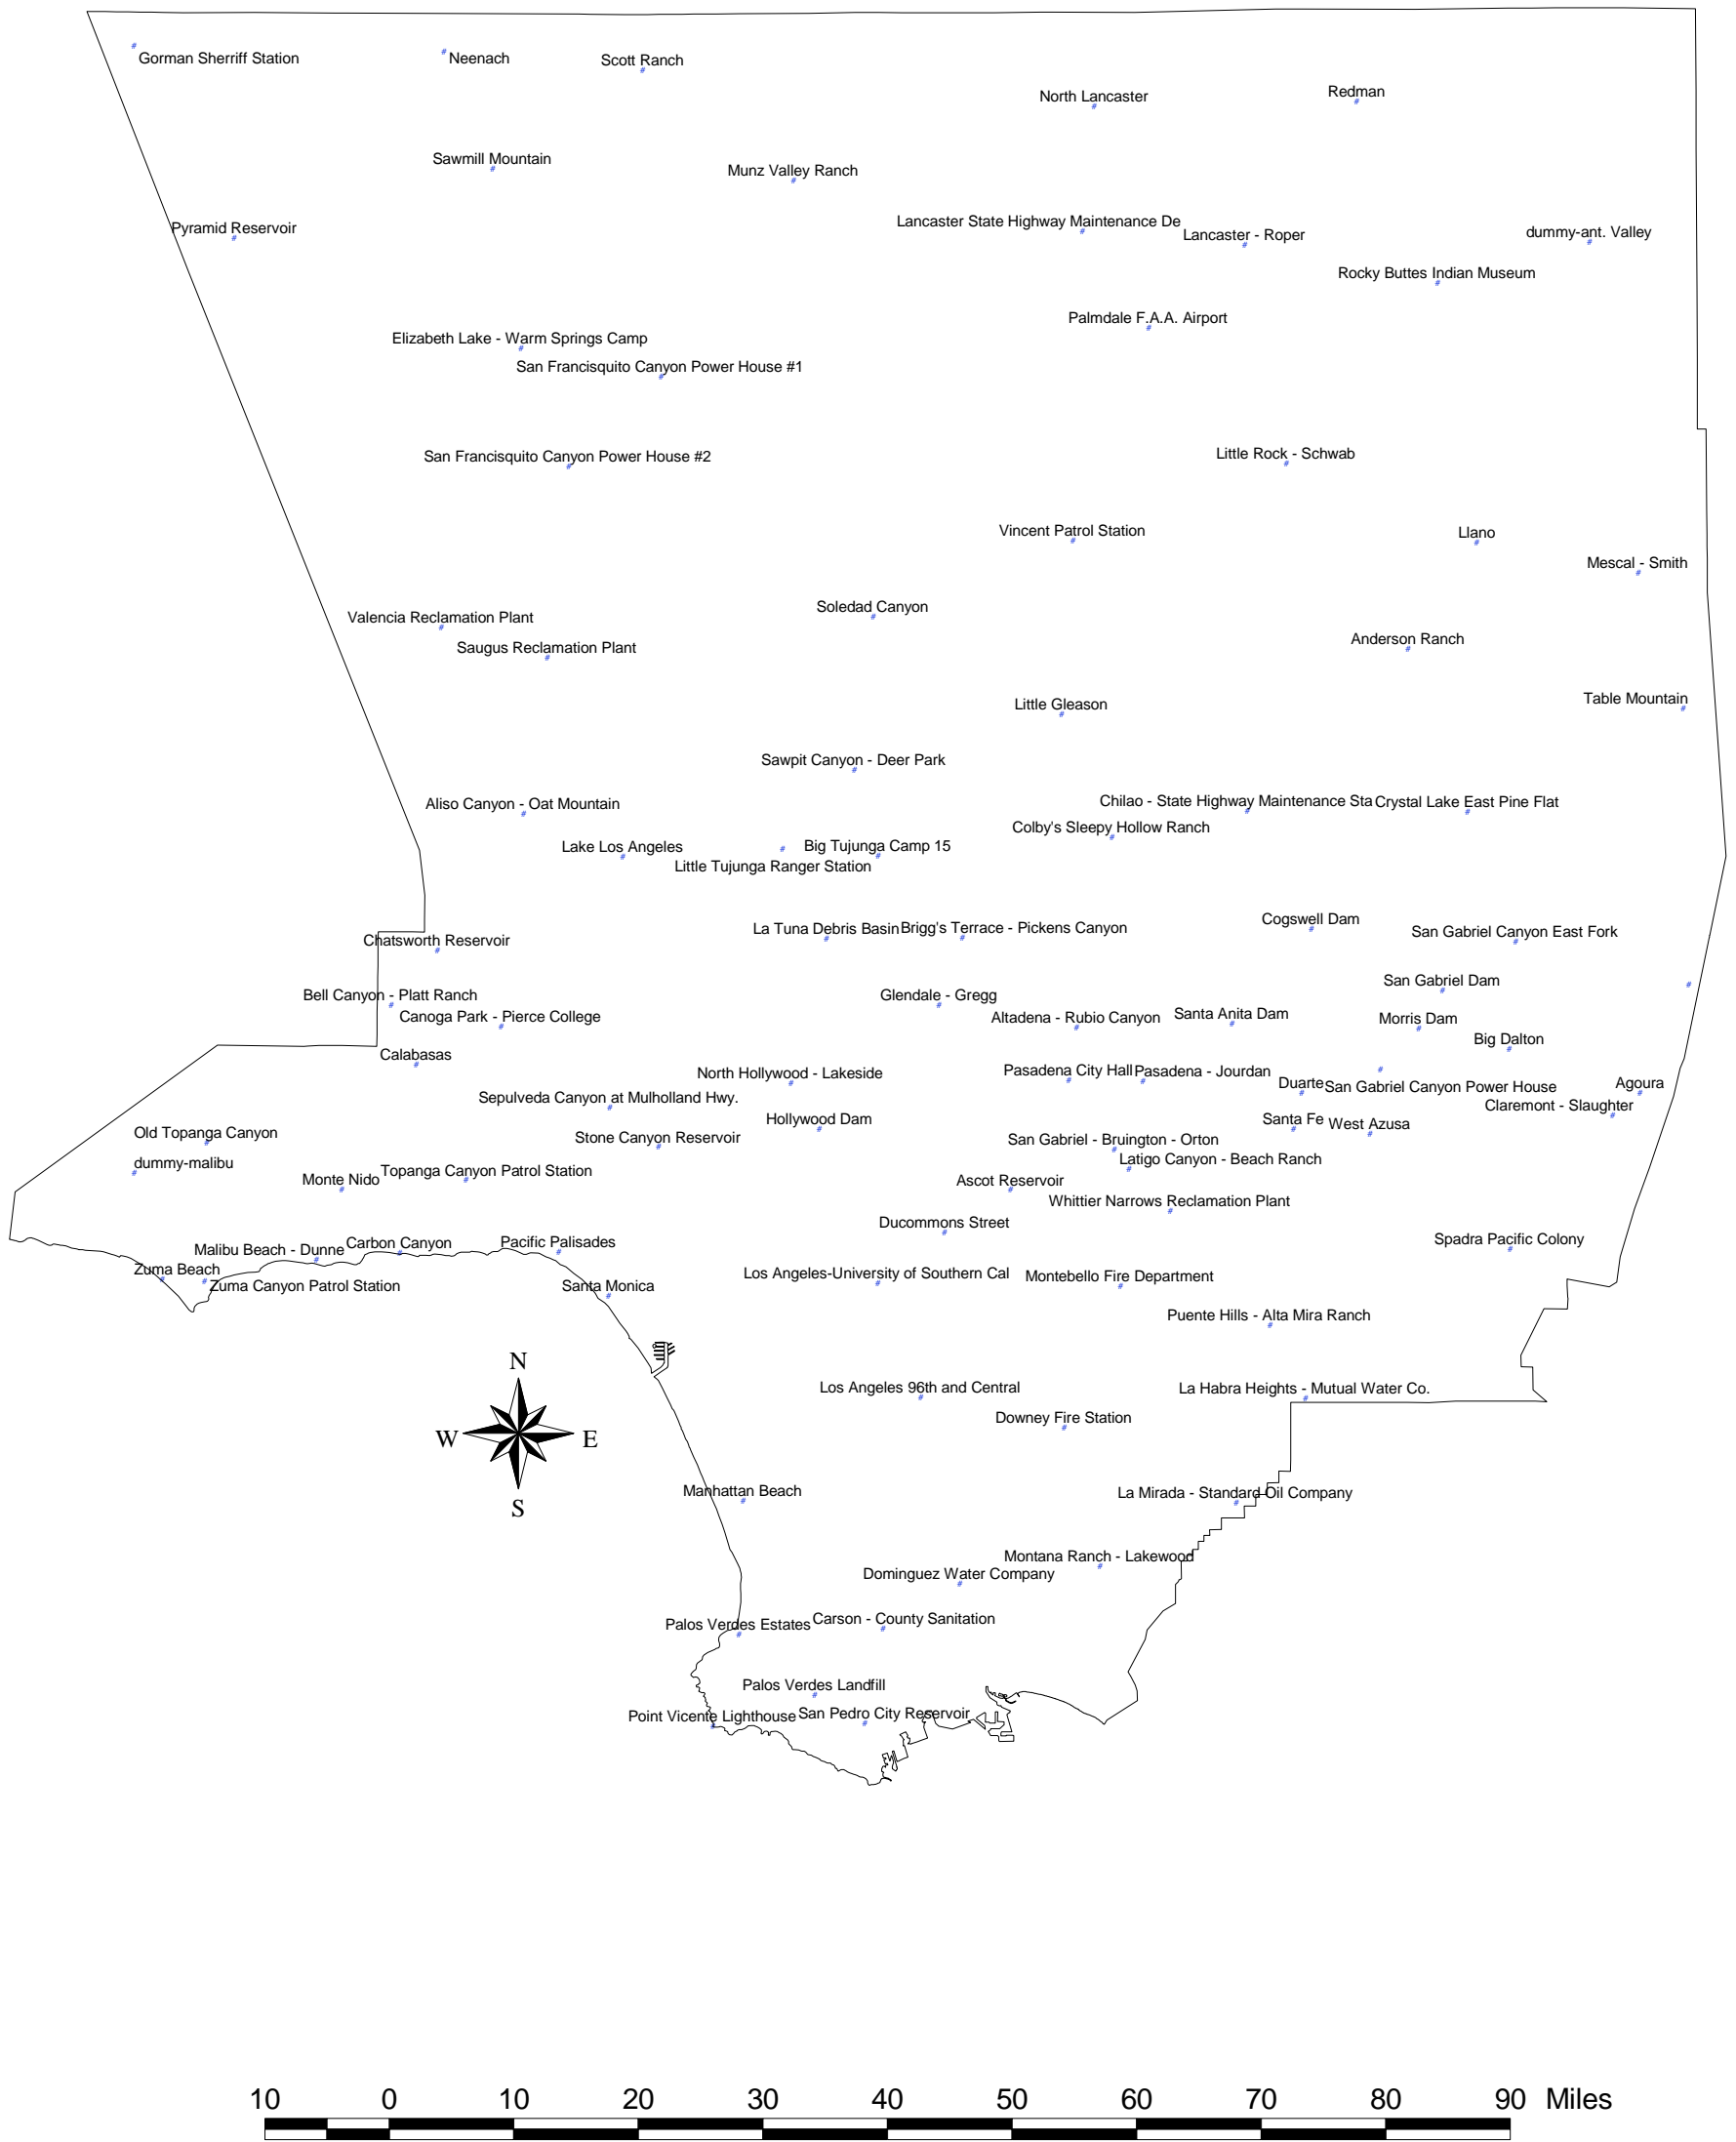 Gorman Sherriff Station
Neenach
Scott Ranch
North Lancaster
Redman
Sawmill Mountain
Munz Valley Ranch
Pyramid Reservoir
Lancaster State Highway Maintenance De
Lancaster - Roper
dummy-ant. Valley
Rocky Buttes Indian Museum
Palmdale F.A.A. Airport
Elizabeth Lake - Warm Springs Camp
San Francisquito Canyon Power House #1
San Francisquito Canyon Power House #2
Little Rock - Schwab
Vincent Patrol Station
Llano
Mescal - Smith
Soledad Canyon
Valencia Reclamation Plant
Saugus Reclamation Plant
Anderson Ranch
Little Gleason
Table Mountain
Sawpit Canyon - Deer Park
Aliso Canyon - Oat Mountain
Chilao - State Highway Maintenance Sta
Crystal Lake East Pine Flat
Colby's Sleepy Hollow Ranch
Lake Los Angeles
Big Tujunga Camp 15
Little Tujunga Ranger Station
La Tuna Debris Basin
Brigg's Terrace - Pickens Canyon
Cogswell Dam
San Gabriel Canyon East Fork
Chatsworth Reservoir
San Gabriel Dam
Bell Canyon - Platt Ranch
Glendale - Gregg
Canoga Park - Pierce College
Altadena - Rubio Canyon
Santa Anita Dam
Morris Dam
Big Dalton
Calabasas
North Hollywood - Lakeside
Pasadena City Hall
Pasadena - Jourdan
Duarte
San Gabriel Canyon Power House
Agoura
Sepulveda Canyon at Mulholland Hwy.
Claremont - Slaughter
Hollywood Dam
Santa Fe
West Azusa
Old Topanga Canyon
Stone Canyon Reservoir
San Gabriel - Bruington - Orton
dummy-malibu
Latigo Canyon - Beach Ranch
Monte Nido
Topanga Canyon Patrol Station
Ascot Reservoir
Whittier Narrows Reclamation Plant
Ducommons Street
Spadra Pacific Colony
Malibu Beach - Dunne
Carbon Canyon
Pacific Palisades
Zuma Beach
Zuma Canyon Patrol Station
Santa Monica
Los Angeles-University of Southern Cal
Montebello Fire Department
Puente Hills - Alta Mira Ranch
N
W
E
S
Los Angeles 96th and Central
La Habra Heights - Mutual Water Co.
Downey Fire Station
Manhattan Beach
La Mirada - Standard Oil Company
Montana Ranch - Lakewood
Dominguez Water Company
Palos Verdes Estates
Carson - County Sanitation
Palos Verdes Landfill
Point Vicente Lighthouse
San Pedro City Reservoir
10 0 10 20 30 40 50 60 70 80 90 Miles